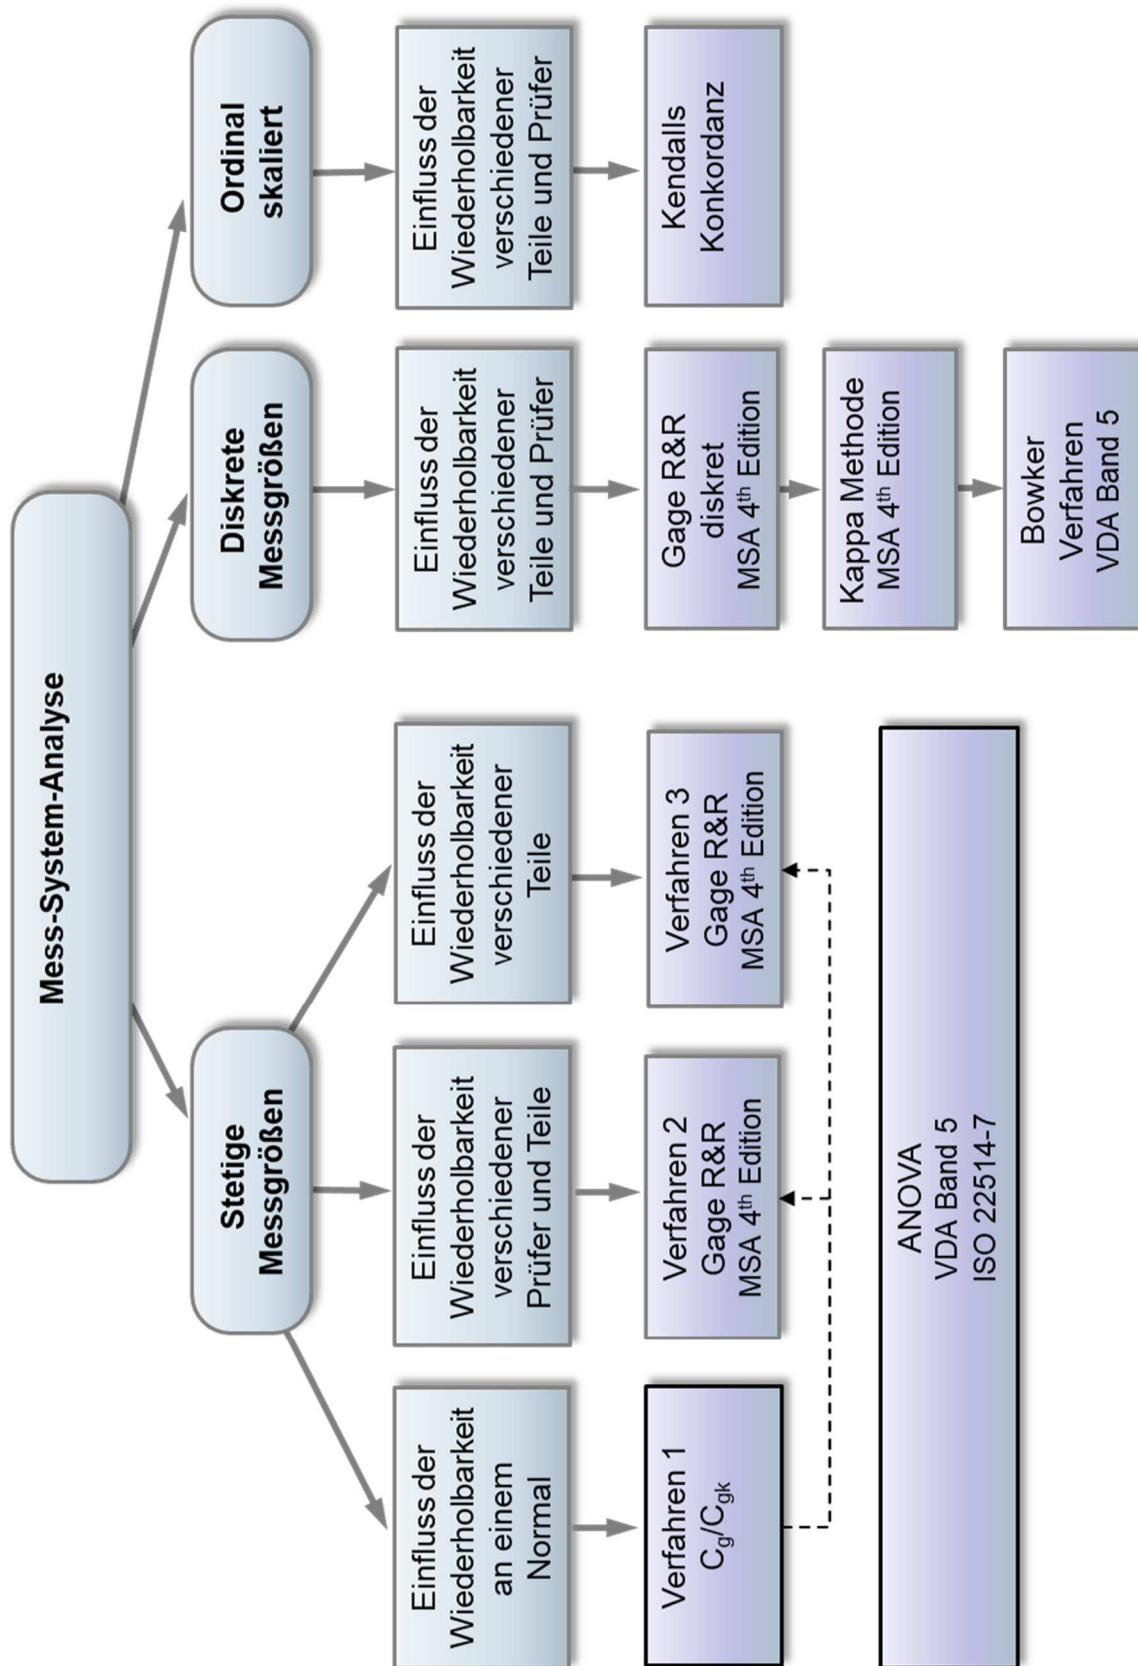 Mess-System-Analyse
Stetige
Messgrößen
Diskrete
Messgrößen
Ordinal
skaliert
Einfluss der
Wiederholbarkeit
an einem
Normal
Einfluss der
Wiederholbarkeit
verschiedener
Prüfer und Teile
Einfluss der
Wiederholbarkeit
verschiedener
Teile
Einfluss der
Wiederholbarkeit
verschiedener
Teile und Prüfer
Einfluss der
Wiederholbarkeit
verschiedener
Teile und Prüfer
Verfahren 1
Cg/Cgk
Verfahren 2
Gage R&R
MSA 4th Edition
Verfahren 3
Gage R&R
MSA 4th Edition
Gage R&R
diskret
MSA 4th Edition
Kendalls
Konkordanz
Kappa Methode
MSA 4th Edition
ANOVA
VDA Band 5
ISO 22514-7
Bowker
Verfahren
VDA Band 5